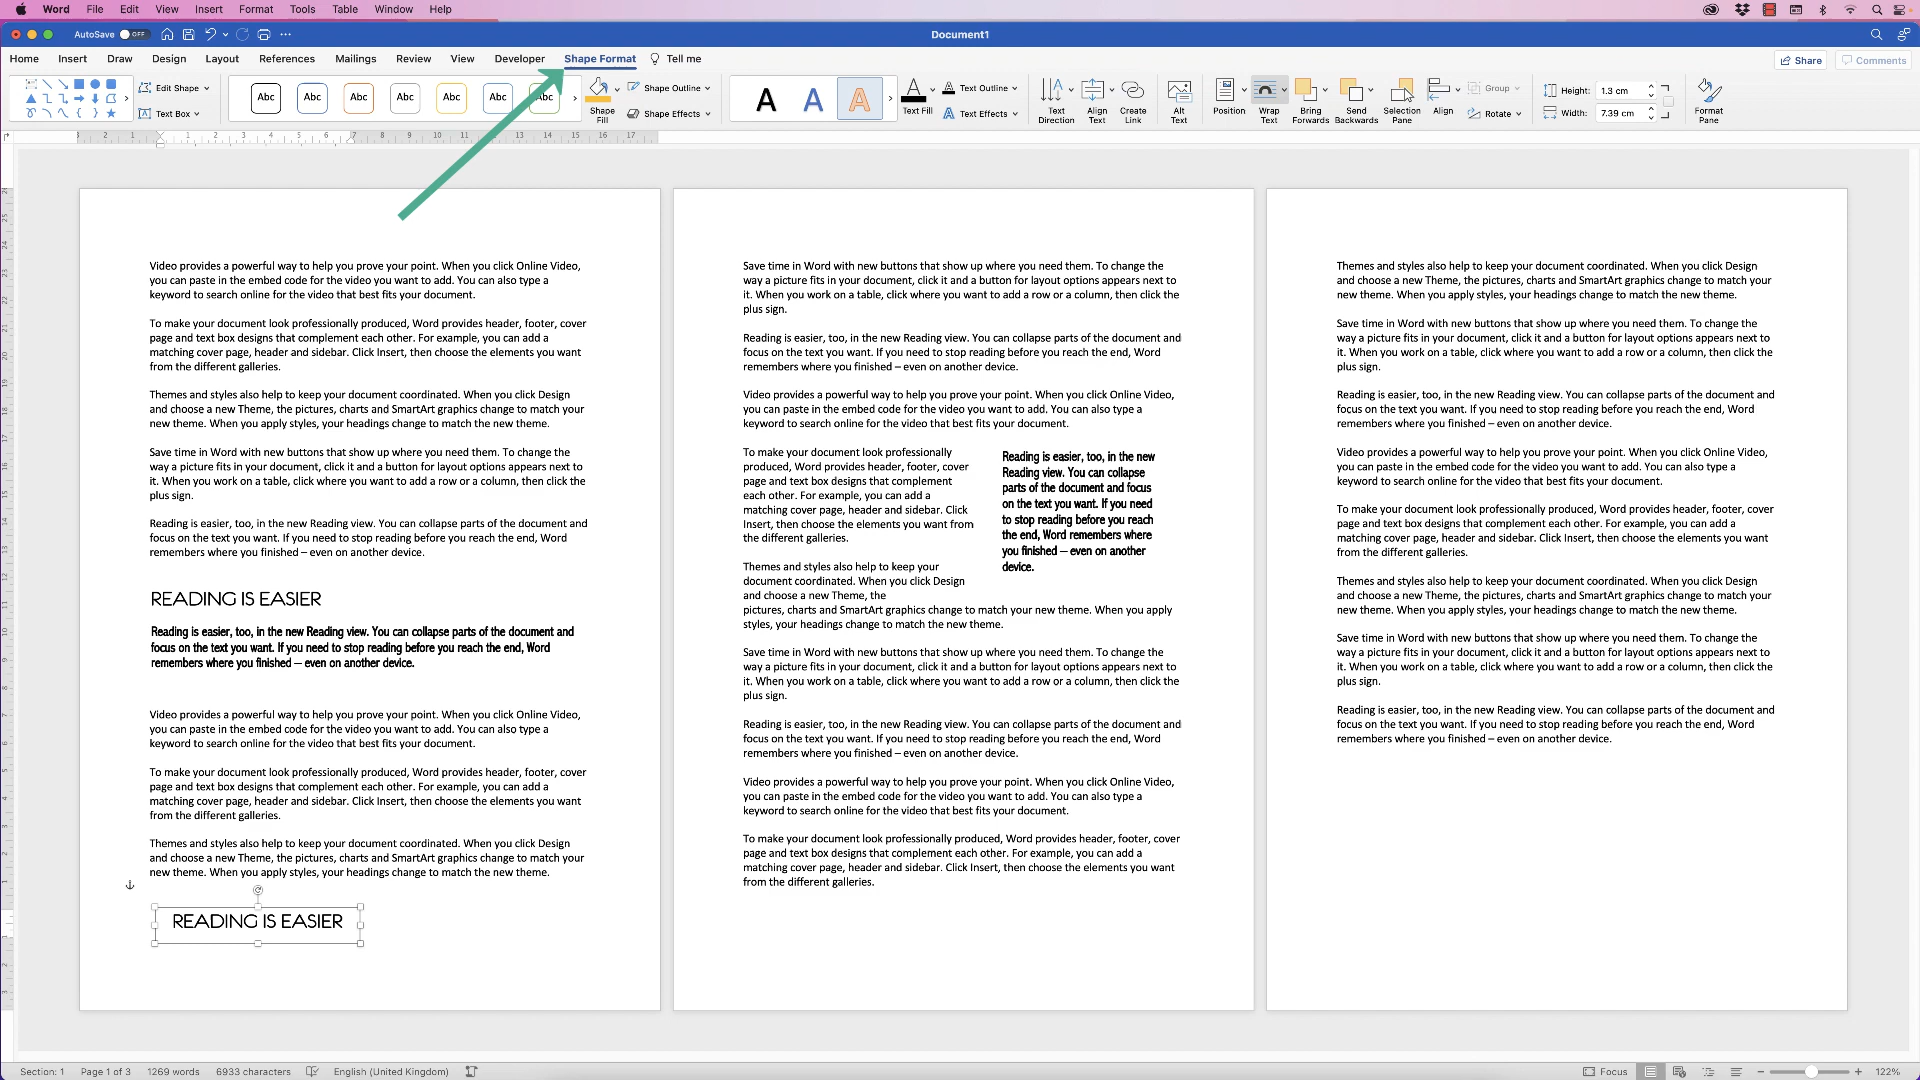 Word File Edit View Insert Format Tools Table Window Help
AutoSave OFF Document1
Home Insert Draw Design Layout References Mailings Review View Developer Shape Format Tell me Share Comments
Edit Shape Text Box
Abc Abc Abc Abc Abc Abc Abc
Shape Fill Shape Outline Shape Effects
A A A
Text Fill Text Outline Text Effects
Text Direction Align Text Create Link Alt Text Position Wrap Text Bring Forwards Send Backwards Selection Pane Align Group Rotate
Height: 1.3 cm
Width: 7.39 cm
Format Pane
Video provides a powerful way to help you prove your point. When you click Online Video,
you can paste in the embed code for the video you want to add. You can also type a
keyword to search online for the video that best fits your document.
To make your document look professionally produced, Word provides header, footer, cover
page and text box designs that complement each other. For example, you can add a
matching cover page, header and sidebar. Click Insert, then choose the elements you want
from the different galleries.
Themes and styles also help to keep your document coordinated. When you click Design
and choose a new Theme, the pictures, charts and SmartArt graphics change to match your
new theme. When you apply styles, your headings change to match the new theme.
Save time in Word with new buttons that show up where you need them. To change the
way a picture fits in your document, click it and a button for layout options appears next to
it. When you work on a table, click where you want to add a row or a column, then click the
plus sign.
Reading is easier, too, in the new Reading view. You can collapse parts of the document and
focus on the text you want. If you need to stop reading before you reach the end, Word
remembers where you finished – even on another device.
READING IS EASIER
Reading is easier, too, in the new Reading view. You can collapse parts of the document and
focus on the text you want. If you need to stop reading before you reach the end, Word
remembers where you finished – even on another device.
Video provides a powerful way to help you prove your point. When you click Online Video,
you can paste in the embed code for the video you want to add. You can also type a
keyword to search online for the video that best fits your document.
To make your document look professionally produced, Word provides header, footer, cover
page and text box designs that complement each other. For example, you can add a
matching cover page, header and sidebar. Click Insert, then choose the elements you want
from the different galleries.
Themes and styles also help to keep your document coordinated. When you click Design
and choose a new Theme, the pictures, charts and SmartArt graphics change to match your
new theme. When you apply styles, your headings change to match the new theme.
READING IS EASIER
Save time in Word with new buttons that show up where you need them. To change the
way a picture fits in your document, click it and a button for layout options appears next to
it. When you work on a table, click where you want to add a row or a column, then click the
plus sign.
Reading is easier, too, in the new Reading view. You can collapse parts of the document and
focus on the text you want. If you need to stop reading before you reach the end, Word
remembers where you finished – even on another device.
Video provides a powerful way to help you prove your point. When you click Online Video,
you can paste in the embed code for the video you want to add. You can also type a
keyword to search online for the video that best fits your document.
To make your document look professionally
produced, Word provides header, footer, cover
page and text box designs that complement
each other. For example, you can add a
matching cover page, header and sidebar. Click
Insert, then choose the elements you want from
the different galleries.
Reading is easier, too, in the new
Reading view. You can collapse
parts of the document and focus
on the text you want. If you need
to stop reading before you reach
the end, Word remembers where
you finished – even on another
device.
Themes and styles also help to keep your
document coordinated. When you click Design
and choose a new Theme, the
pictures, charts and SmartArt graphics change to match your new theme. When you apply
styles, your headings change to match the new theme.
Save time in Word with new buttons that show up where you need them. To change the
way a picture fits in your document, click it and a button for layout options appears next to
it. When you work on a table, click where you want to add a row or a column, then click the
plus sign.
Reading is easier, too, in the new Reading view. You can collapse parts of the document and
focus on the text you want. If you need to stop reading before you reach the end, Word
remembers where you finished – even on another device.
Video provides a powerful way to help you prove your point. When you click Online Video,
you can paste in the embed code for the video you want to add. You can also type a
keyword to search online for the video that best fits your document.
To make your document look professionally produced, Word provides header, footer, cover
page and text box designs that complement each other. For example, you can add a
matching cover page, header and sidebar. Click Insert, then choose the elements you want
from the different galleries.
Themes and styles also help to keep your document coordinated. When you click Design
and choose a new Theme, the pictures, charts and SmartArt graphics change to match your
new theme. When you apply styles, your headings change to match the new theme.
Save time in Word with new buttons that show up where you need them. To change the
way a picture fits in your document, click it and a button for layout options appears next to
it. When you work on a table, click where you want to add a row or a column, then click the
plus sign.
Reading is easier, too, in the new Reading view. You can collapse parts of the document and
focus on the text you want. If you need to stop reading before you reach the end, Word
remembers where you finished – even on another device.
Video provides a powerful way to help you prove your point. When you click Online Video,
you can paste in the embed code for the video you want to add. You can also type a
keyword to search online for the video that best fits your document.
To make your document look professionally produced, Word provides header, footer, cover
page and text box designs that complement each other. For example, you can add a
matching cover page, header and sidebar. Click Insert, then choose the elements you want
from the different galleries.
Themes and styles also help to keep your document coordinated. When you click Design
and choose a new Theme, the pictures, charts and SmartArt graphics change to match your
new theme. When you apply styles, your headings change to match the new theme.
Save time in Word with new buttons that show up where you need them. To change the
way a picture fits in your document, click it and a button for layout options appears next to
it. When you work on a table, click where you want to add a row or a column, then click the
plus sign.
Reading is easier, too, in the new Reading view. You can collapse parts of the document and
focus on the text you want. If you need to stop reading before you reach the end, Word
remembers where you finished – even on another device.
Section: 1 Page 1 of 3 1269 words 6933 characters English (United Kingdom) Focus 122%